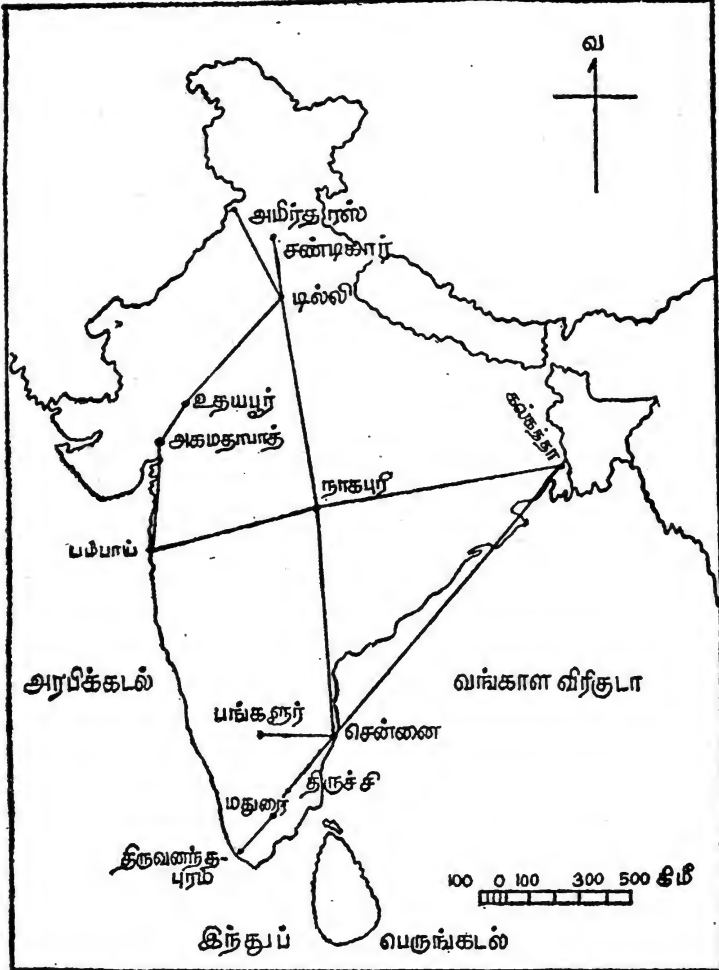 வ
அமிர்தரஸ்
சண்டிகார்
டில்லி
உதயபூர்
அகமதாவாத்
கல்கத்தா
நாகபுரி
பம்பாய்
அரபிக்கடல்
வங்காள விரிகுடா
பங்களுர்
சென்னை
திருச்சி
மதுரை
திருவனந்த-
புரம்
100 0 100 300 500 கிமீ
இந்துப் பெருங்கடல்